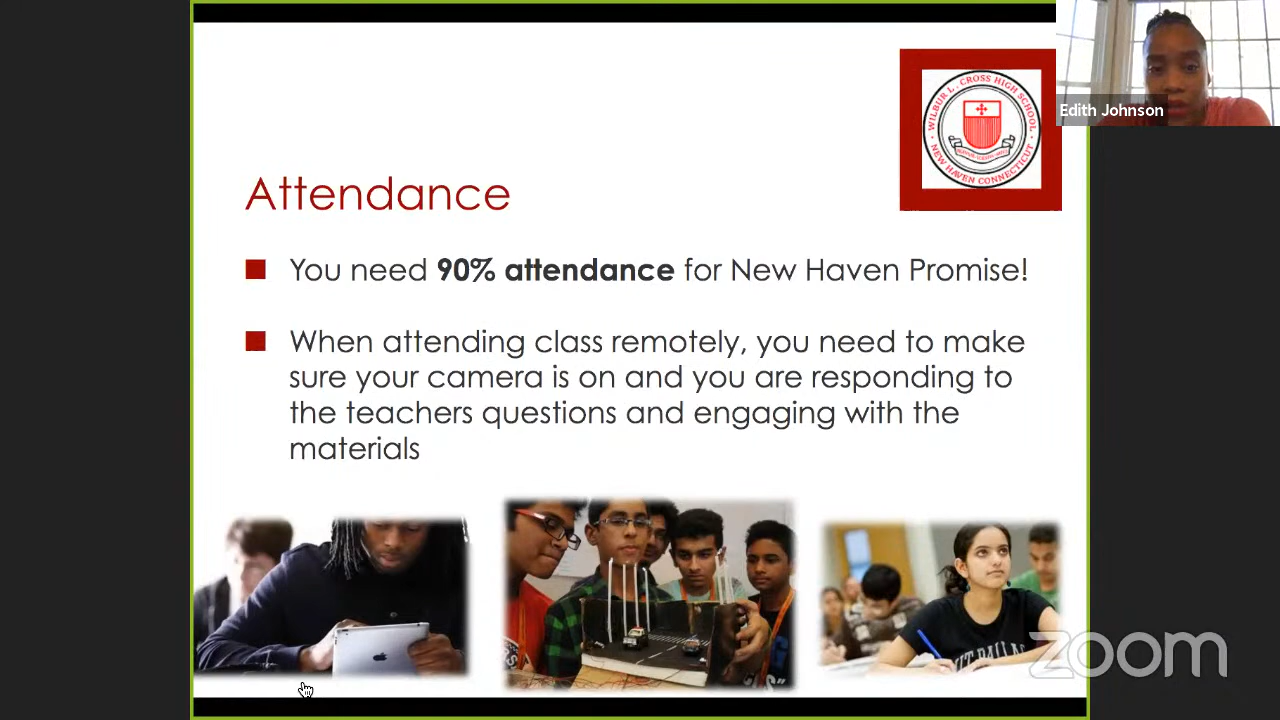 WILBUR L. CROSS HIGH SCHOOL
NEW HAVEN CONNECTICUT
Edith Johnson
Attendance
You need 90% attendance for New Haven Promise!
When attending class remotely, you need to make
sure your camera is on and you are responding to
the teachers questions and engaging with the
materials
DALLAS
zoom